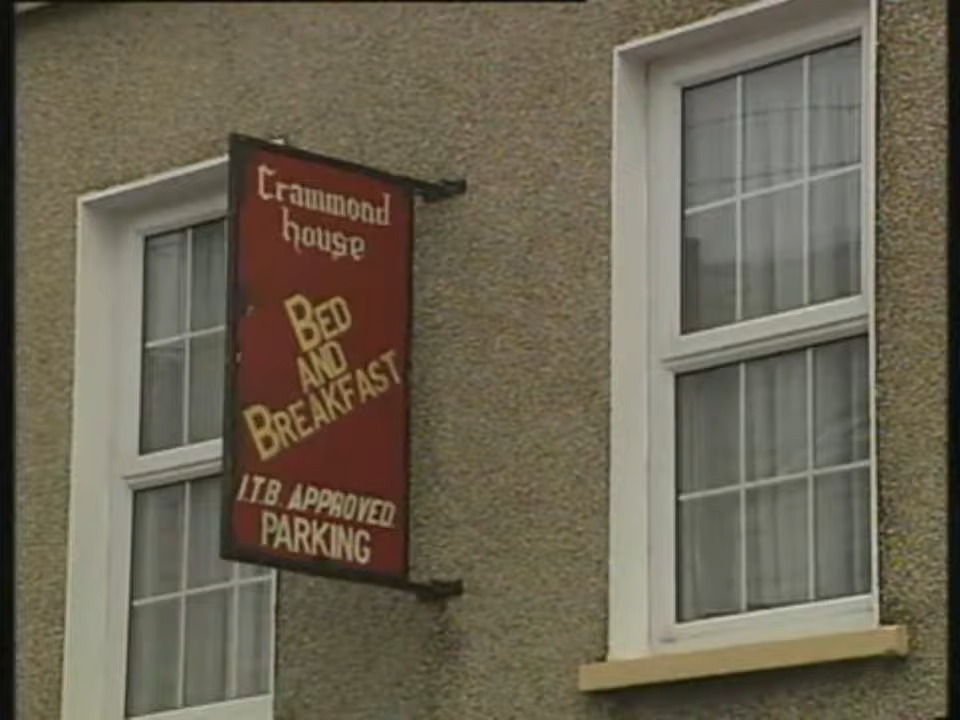 Crammond
house
BED
AND
BREAKFAST
I.T.B. APPROVED
PARKING